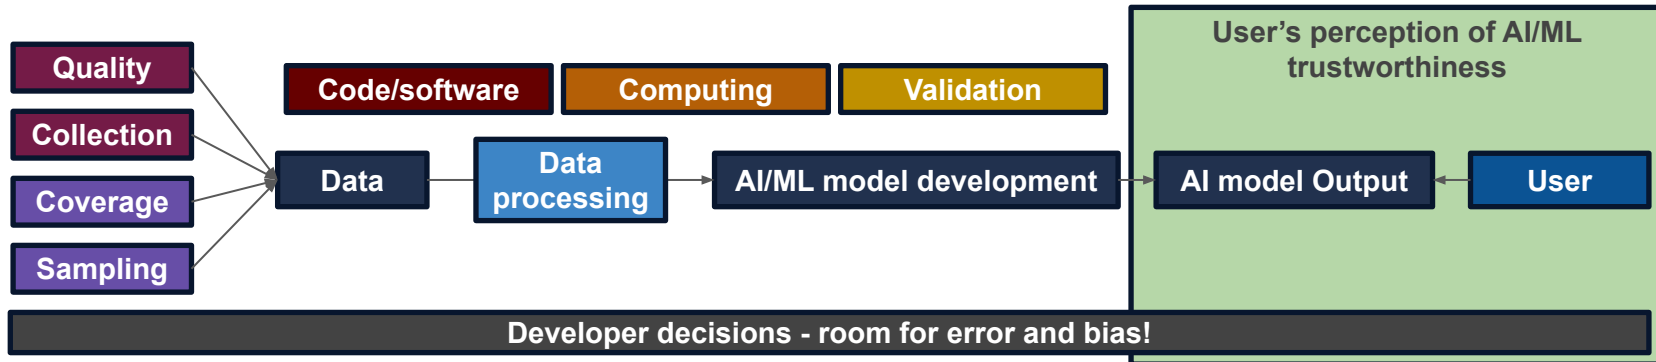 User's perception of AI/ML
trustworthiness
Quality
Collection
Coverage
Sampling
Code/software
Computing
Validation
Data
Data
processing
AI/ML model development
AI model Output
User
Developer decisions - room for error and bias!